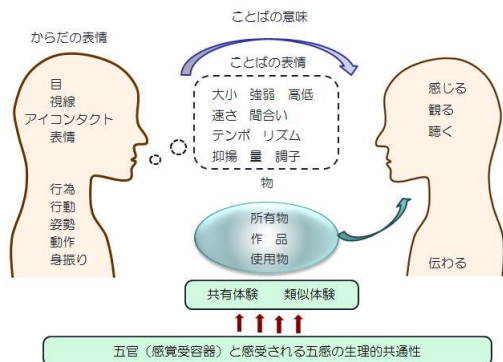 ことばの意味
からだの表情
ことばの表情
目
視線
アイコンタクト
表情
行為
行動
姿勢
動作
身振り
大小 強弱 高低
速さ 間合い
テンポ リズム
抑揚 量 調子
物
所有物
作品
使用物
感じる
観る
聴く
伝わる
共有体験 類似体験
五官（感覚受容器）と感受される五感の生理的共通性